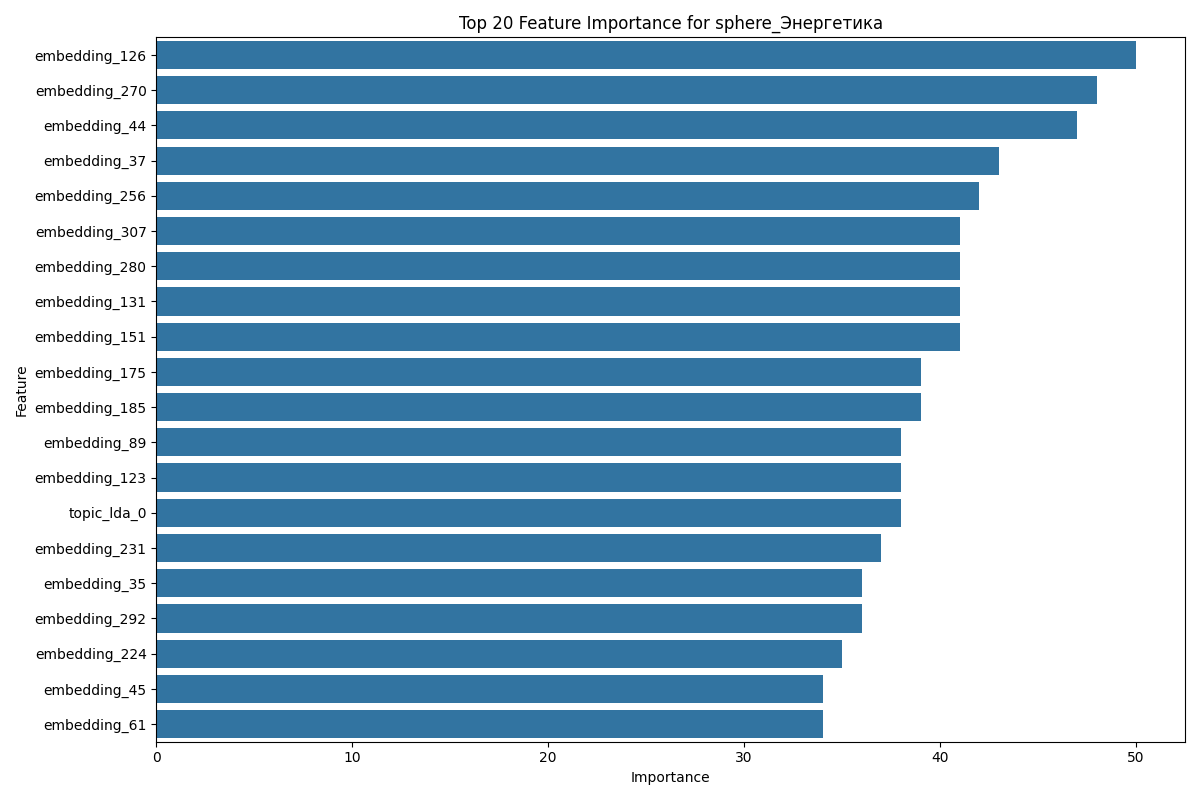 Top 20 Feature Importance for sphere_Энергетика
embedding_126
embedding_270
embedding_44
embedding_37
embedding_256
embedding_307
embedding_280
embedding_131
embedding_151
embedding_175
embedding_185
embedding_89
embedding_123
topic_lda_0
embedding_231
embedding_35
embedding_292
embedding_224
embedding_45
embedding_61
Feature
0 10 20 30 40 50
Importance